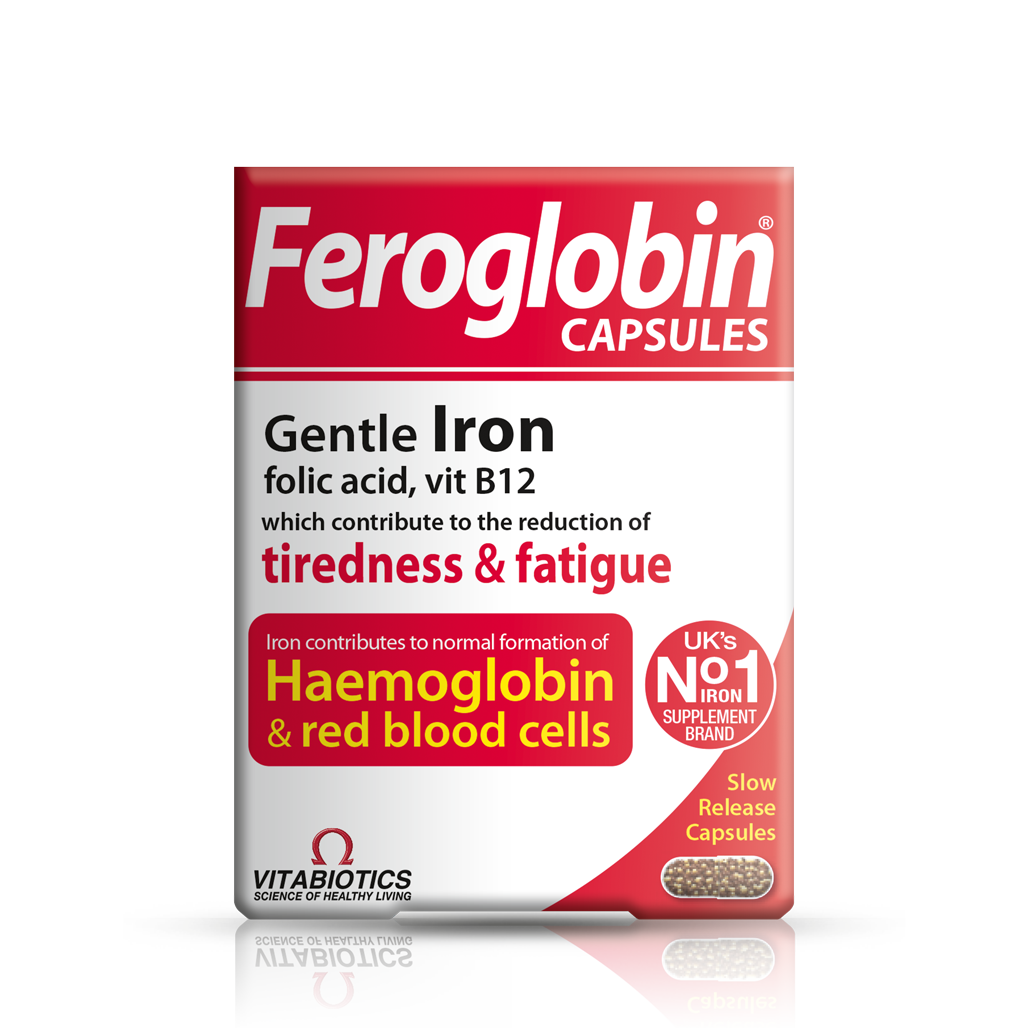 Feroglobin®
CAPSULES
Gentle Iron
folic acid, vit B12
which contribute to the reduction of
tiredness & fatigue
Iron contributes to normal formation of
Haemoglobin
& red blood cells
UK's
No1
IRON
SUPPLEMENT
BRAND
Slow
Release
Capsules
VITABIOTICS
SCIENCE OF HEALTHY LIVING